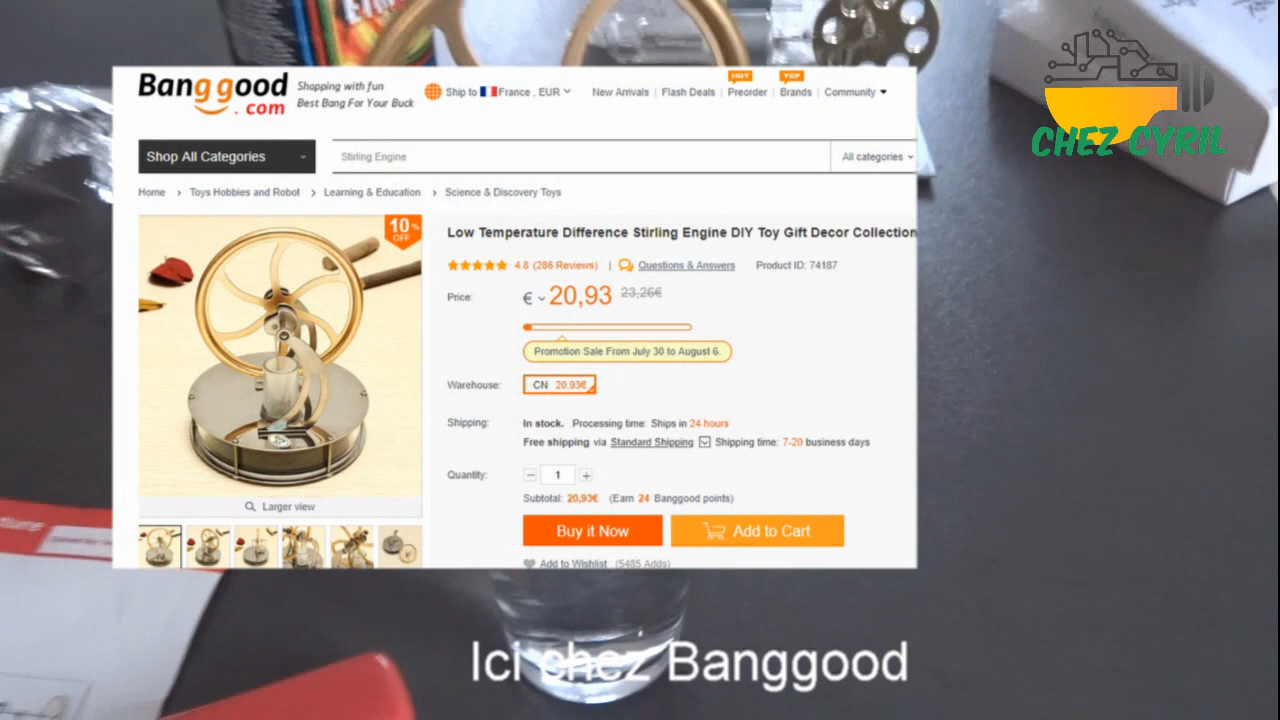 Banggood
.com
Shopping with fun
Best Bang For Your Buck
Ship to France , EUR
New Arrivals | Flash Deals | Preorder | Brands | Community
HOT
TOP
CHEZ CYRIL
Shop All Categories
Stirling Engine
All categories
Home > Toys Hobbies and Robot > Learning & Education > Science & Discovery Toys
10%
OFF
Low Temperature Difference Stirling Engine DIY Toy Gift Decor Collection
4.8 (286 Reviews) | Questions & Answers Product ID: 74187
Price: € 20,93 23,26€
Promotion Sale From July 30 to August 6.
Warehouse: CN 20,93€
Shipping: In stock. Processing time: Ships in 24 hours
Free shipping via Standard Shipping Shipping time: 7-20 business days
Quantity: − 1 +
Subtotal: 20,93€ (Earn 24 Banggood points)
Larger view
Buy it Now Add to Cart
Add to Wishlist (5485 Adds)
Ici chez Banggood